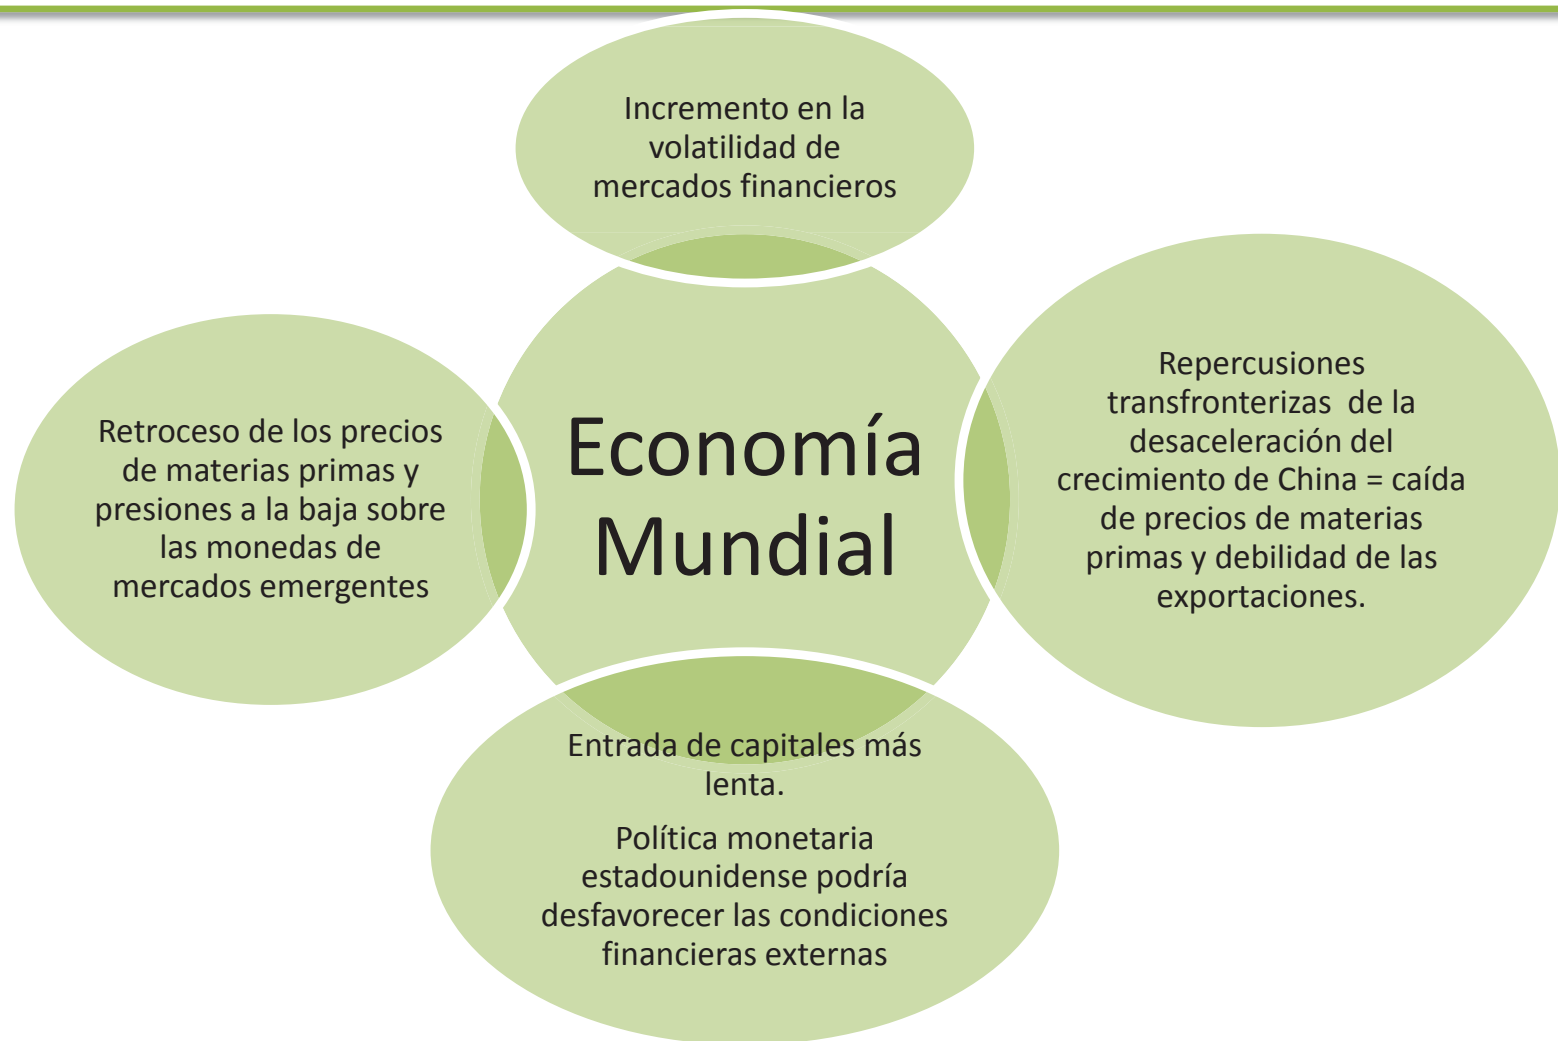 Incremento en la
volatilidad de
mercados financieros
Retroceso de los precios
de materias primas y
presiones a la baja sobre
las monedas de
mercados emergentes
Economía
Mundial
Repercusiones
transfronterizas  de la
desaceleración del
crecimiento de China = caída
de precios de materias
primas y debilidad de las
exportaciones.
Entrada de capitales más
lenta.
Política monetaria
estadounidense podría
desfavorecer las condiciones
financieras externas